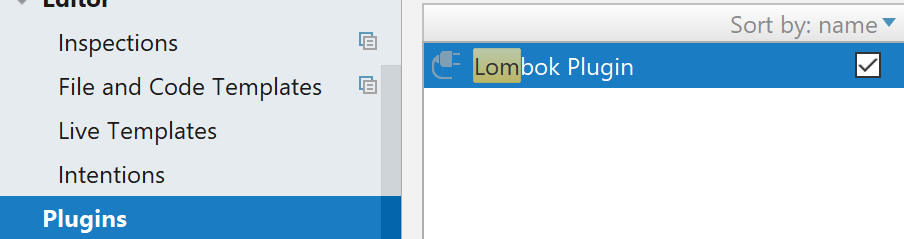 Editor
Inspections
File and Code Templates
Live Templates
Intentions
Plugins
Sort by: name
Lombok Plugin